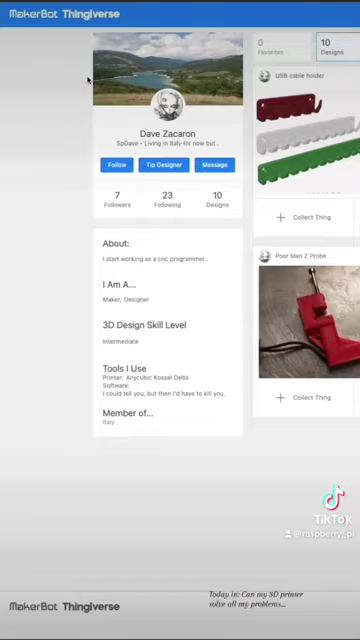 MakerBot Thingiverse
0
Favorites
10
Designs
USB cable holder
Dave Zacaron
SpDave - Living in Italy for now but..
Follow
Tip Designer
Message
7
Followers
23
Following
10
Designs
Collect Thing
About:
I start working as a cnc programmer..
Poor Man Z Probe
I Am A...
Maker, Designer
3D Design Skill Level
Intermediate
Tools I Use
Printer: Anycubic Kossel Delta
Software:
I could tell you, but then I'd have to kill you.
Collect Thing
Member of...
Italy
TikTok
@raspberry_pi
Today in: Can my 3D printer
solve all my problems...
MakerBot Thingiverse